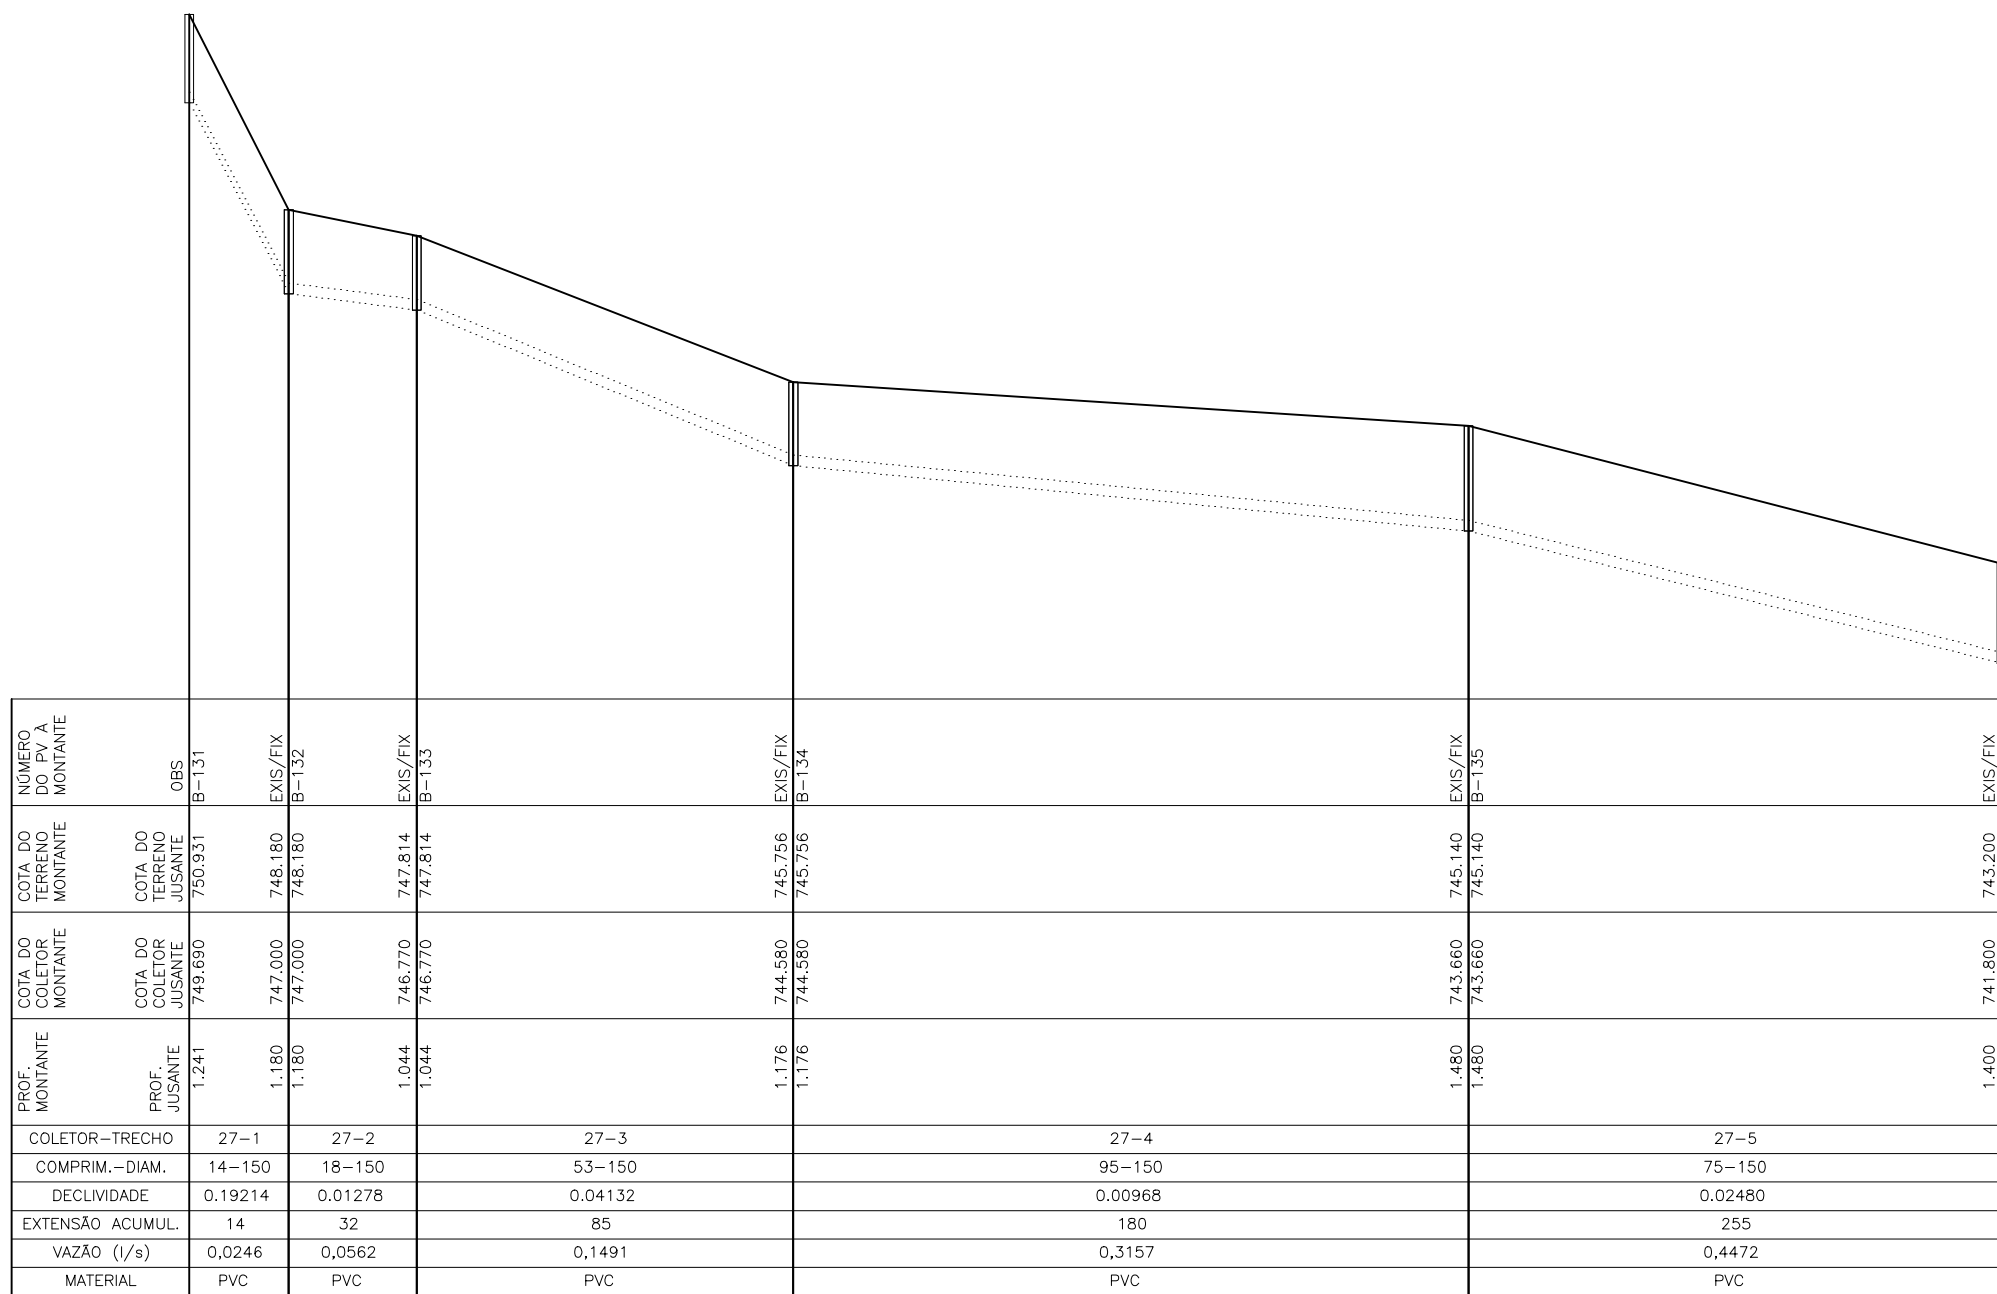 NÚMERO
DO PV À
MONTANTE
OBS
B-131
EXIS/FIX
B-132
EXIS/FIX
B-133
EXIS/FIX
B-134
EXIS/FIX
B-135
EXIS/FIX
COTA DO
TERRENO
MONTANTE
COTA DO
TERRENO
JUSANTE
750.931
748.180
748.180
747.814
747.814
745.756
745.756
745.140
745.140
743.200
COTA DO
COLETOR
MONTANTE
COTA DO
COLETOR
JUSANTE
749.690
747.000
747.000
746.770
746.770
744.580
744.580
743.660
743.660
741.800
PROF.
MONTANTE
PROF.
JUSANTE
1.241
1.180
1.180
1.044
1.044
1.176
1.176
1.480
1.480
1.400
COLETOR-TRECHO 27-1 27-2 27-3 27-4 27-5
COMPRIM.-DIAM. 14-150 18-150 53-150 95-150 75-150
DECLIVIDADE 0.19214 0.01278 0.04132 0.00968 0.02480
EXTENSÃO ACUMUL. 14 32 85 180 255
VAZÃO (l/s) 0,0246 0,0562 0,1491 0,3157 0,4472
MATERIAL PVC PVC PVC PVC PVC